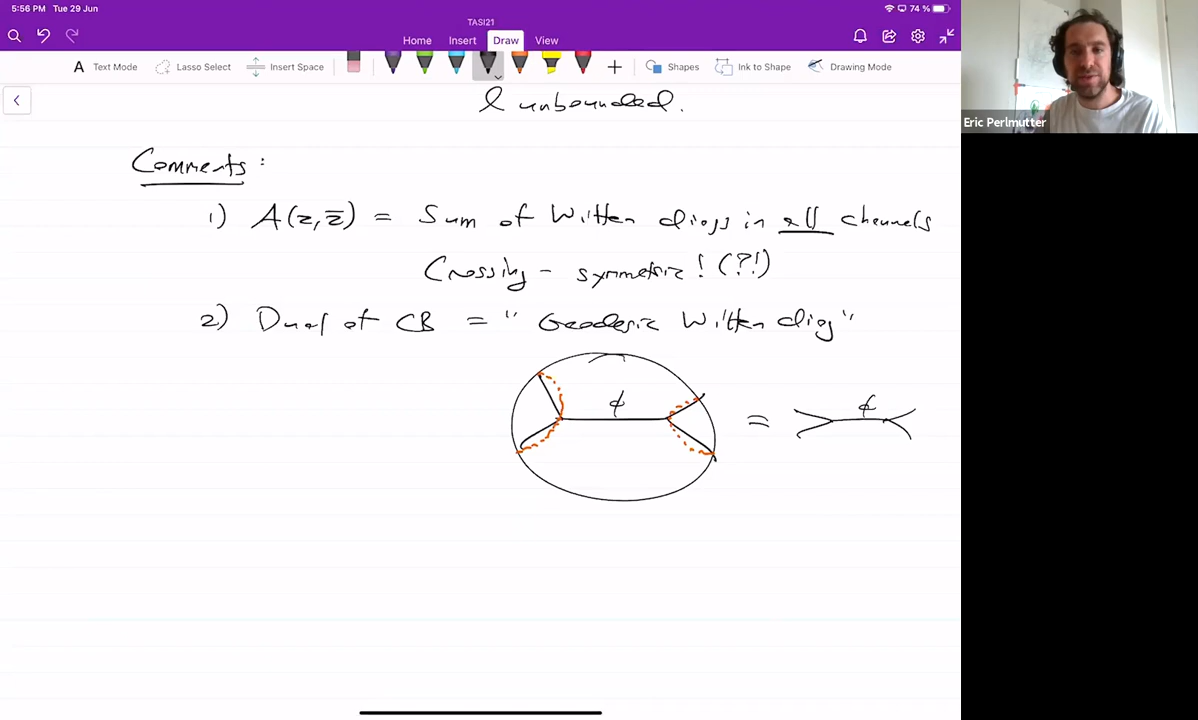 5:56 PM Tue 29 Jun
74 %
TASI21
Home Insert Draw View
Text Mode Lasso Select Insert Space Shapes Ink to Shape Drawing Mode
Eric Perlmutter
l unbounded.
Comments :
1) A(z, z̄) = Sum of Witten diags in all channels
Crossing - symmetric! (?!)
2) Dual of CB = "Geodesic Witten diag"
ϕ = ϕ